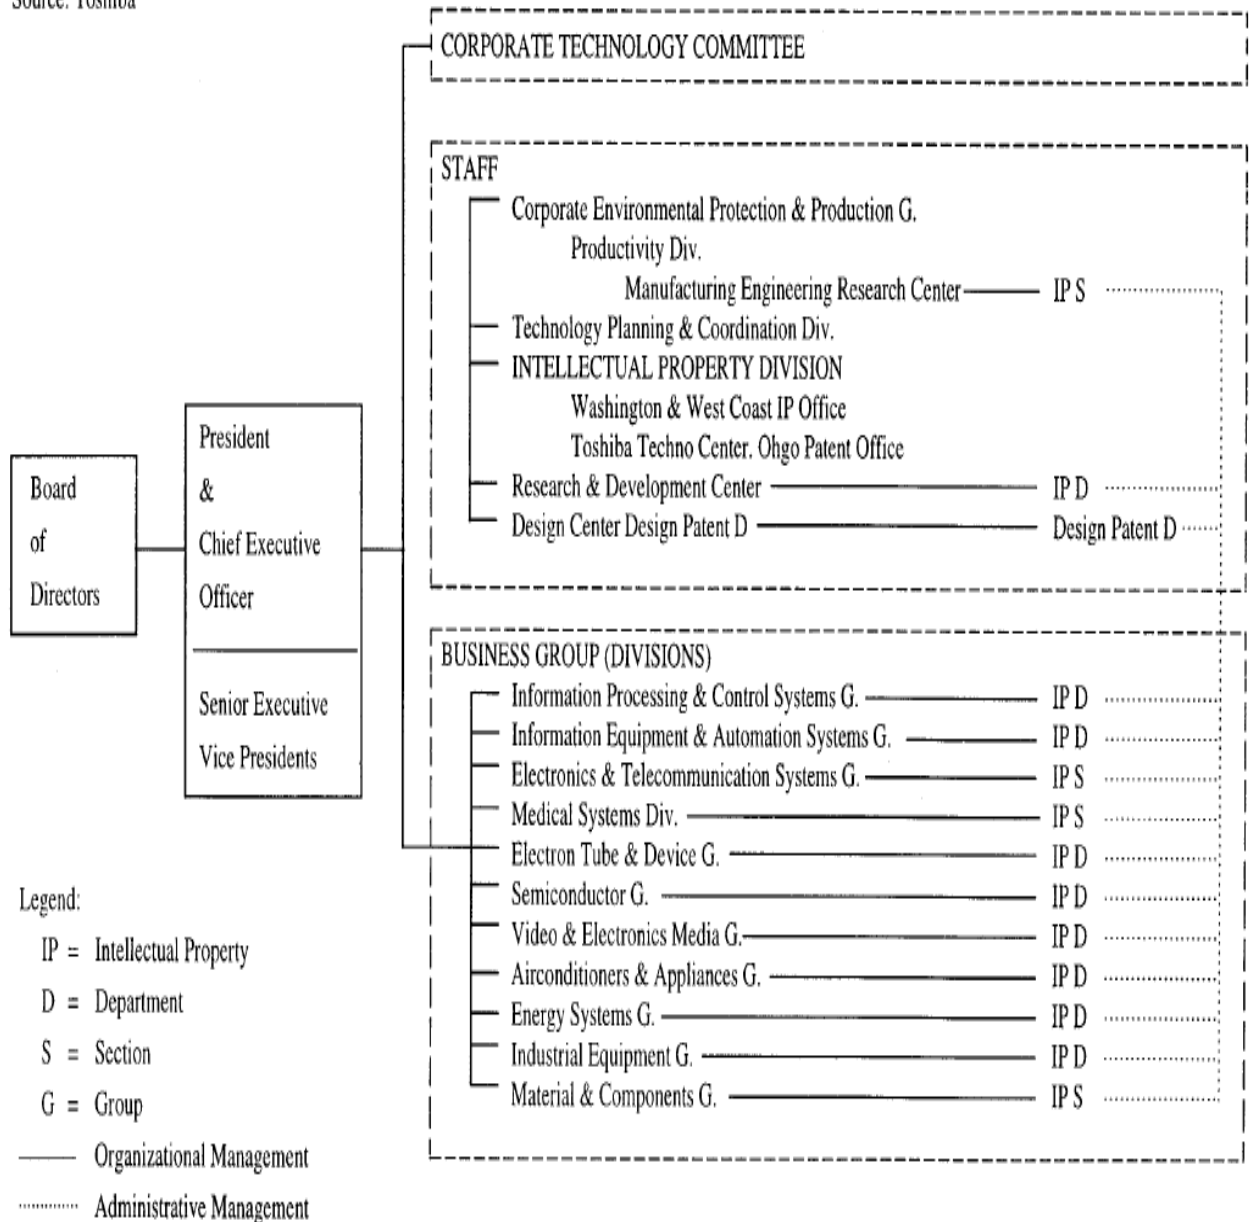 Source: Toshiba
CORPORATE TECHNOLOGY COMMITTEE
STAFF
Corporate Environmental Protection & Production G.
Productivity Div.
Manufacturing Engineering Research Center IP S
Technology Planning & Coordination Div.
INTELLECTUAL PROPERTY DIVISION
Washington & West Coast IP Office
Toshiba Techno Center. Ohgo Patent Office
Research & Development Center IP D
Design Center Design Patent D Design Patent D
Board
of
Directors
President
&
Chief Executive
Officer
Senior Executive
Vice Presidents
BUSINESS GROUP (DIVISIONS)
Information Processing & Control Systems G. IP D
Information Equipment & Automation Systems G. IP D
Electronics & Telecommunication Systems G. IP S
Medical Systems Div. IP S
Electron Tube & Device G. IP D
Semiconductor G. IP D
Video & Electronics Media G. IP D
Airconditioners & Appliances G. IP D
Energy Systems G. IP D
Industrial Equipment G. IP D
Material & Components G. IP S
Legend:
IP = Intellectual Property
D = Department
S = Section
G = Group
Organizational Management
Administrative Management